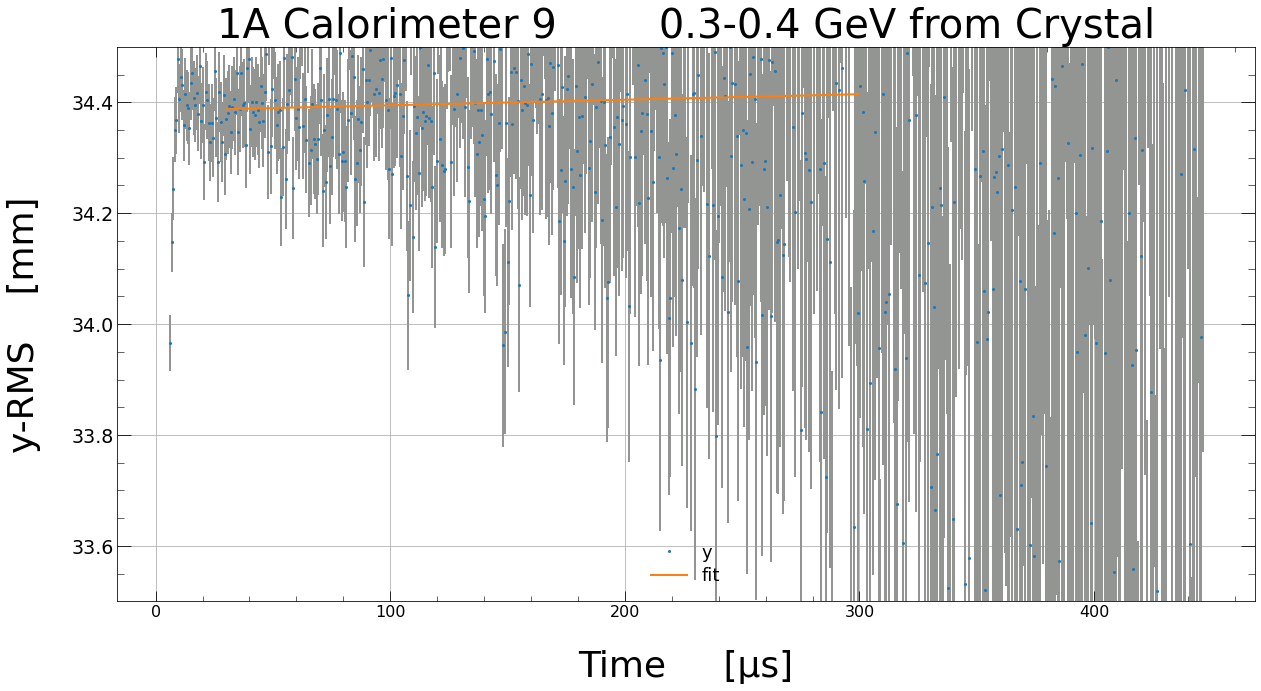 1A Calorimeter 9 0.3-0.4 GeV from Crystal
y-RMS [mm]
34.4
34.2
34.0
33.8
33.6
y
fit
0 100 200 300 400
Time [µs]